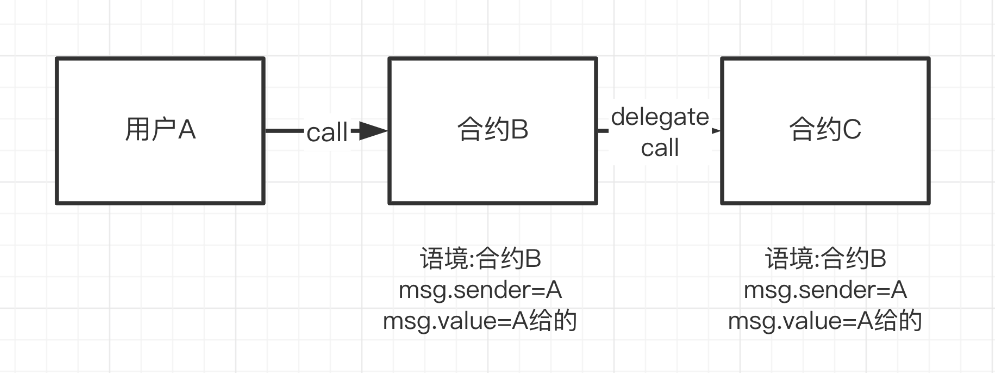 用户A
call
合约B
delegate
call
合约C
语境:合约B
msg.sender=A
msg.value=A给的
语境:合约B
msg.sender=A
msg.value=A给的